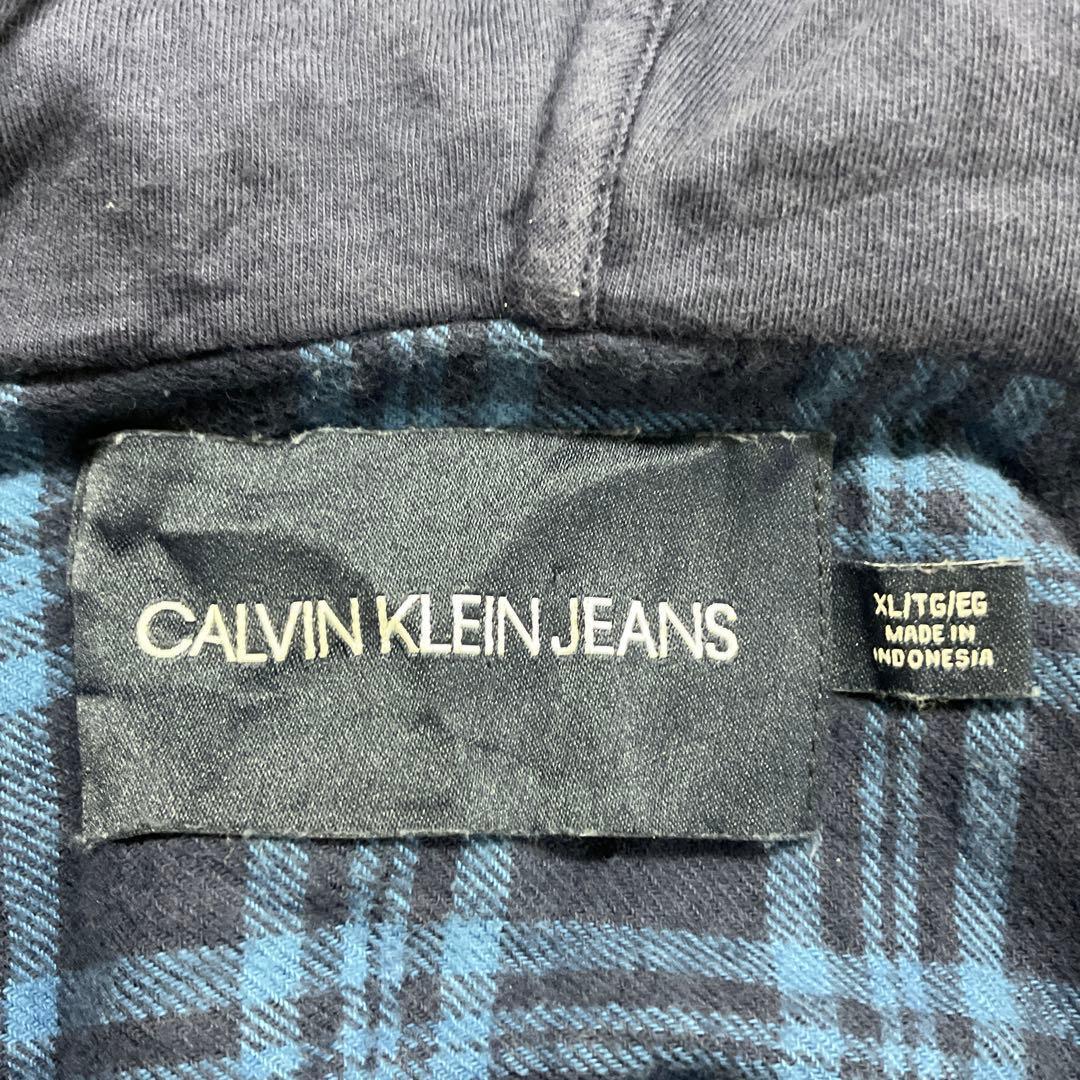 CALVIN KLEIN JEANS
XL/TG/EG
MADE IN
INDONESIA